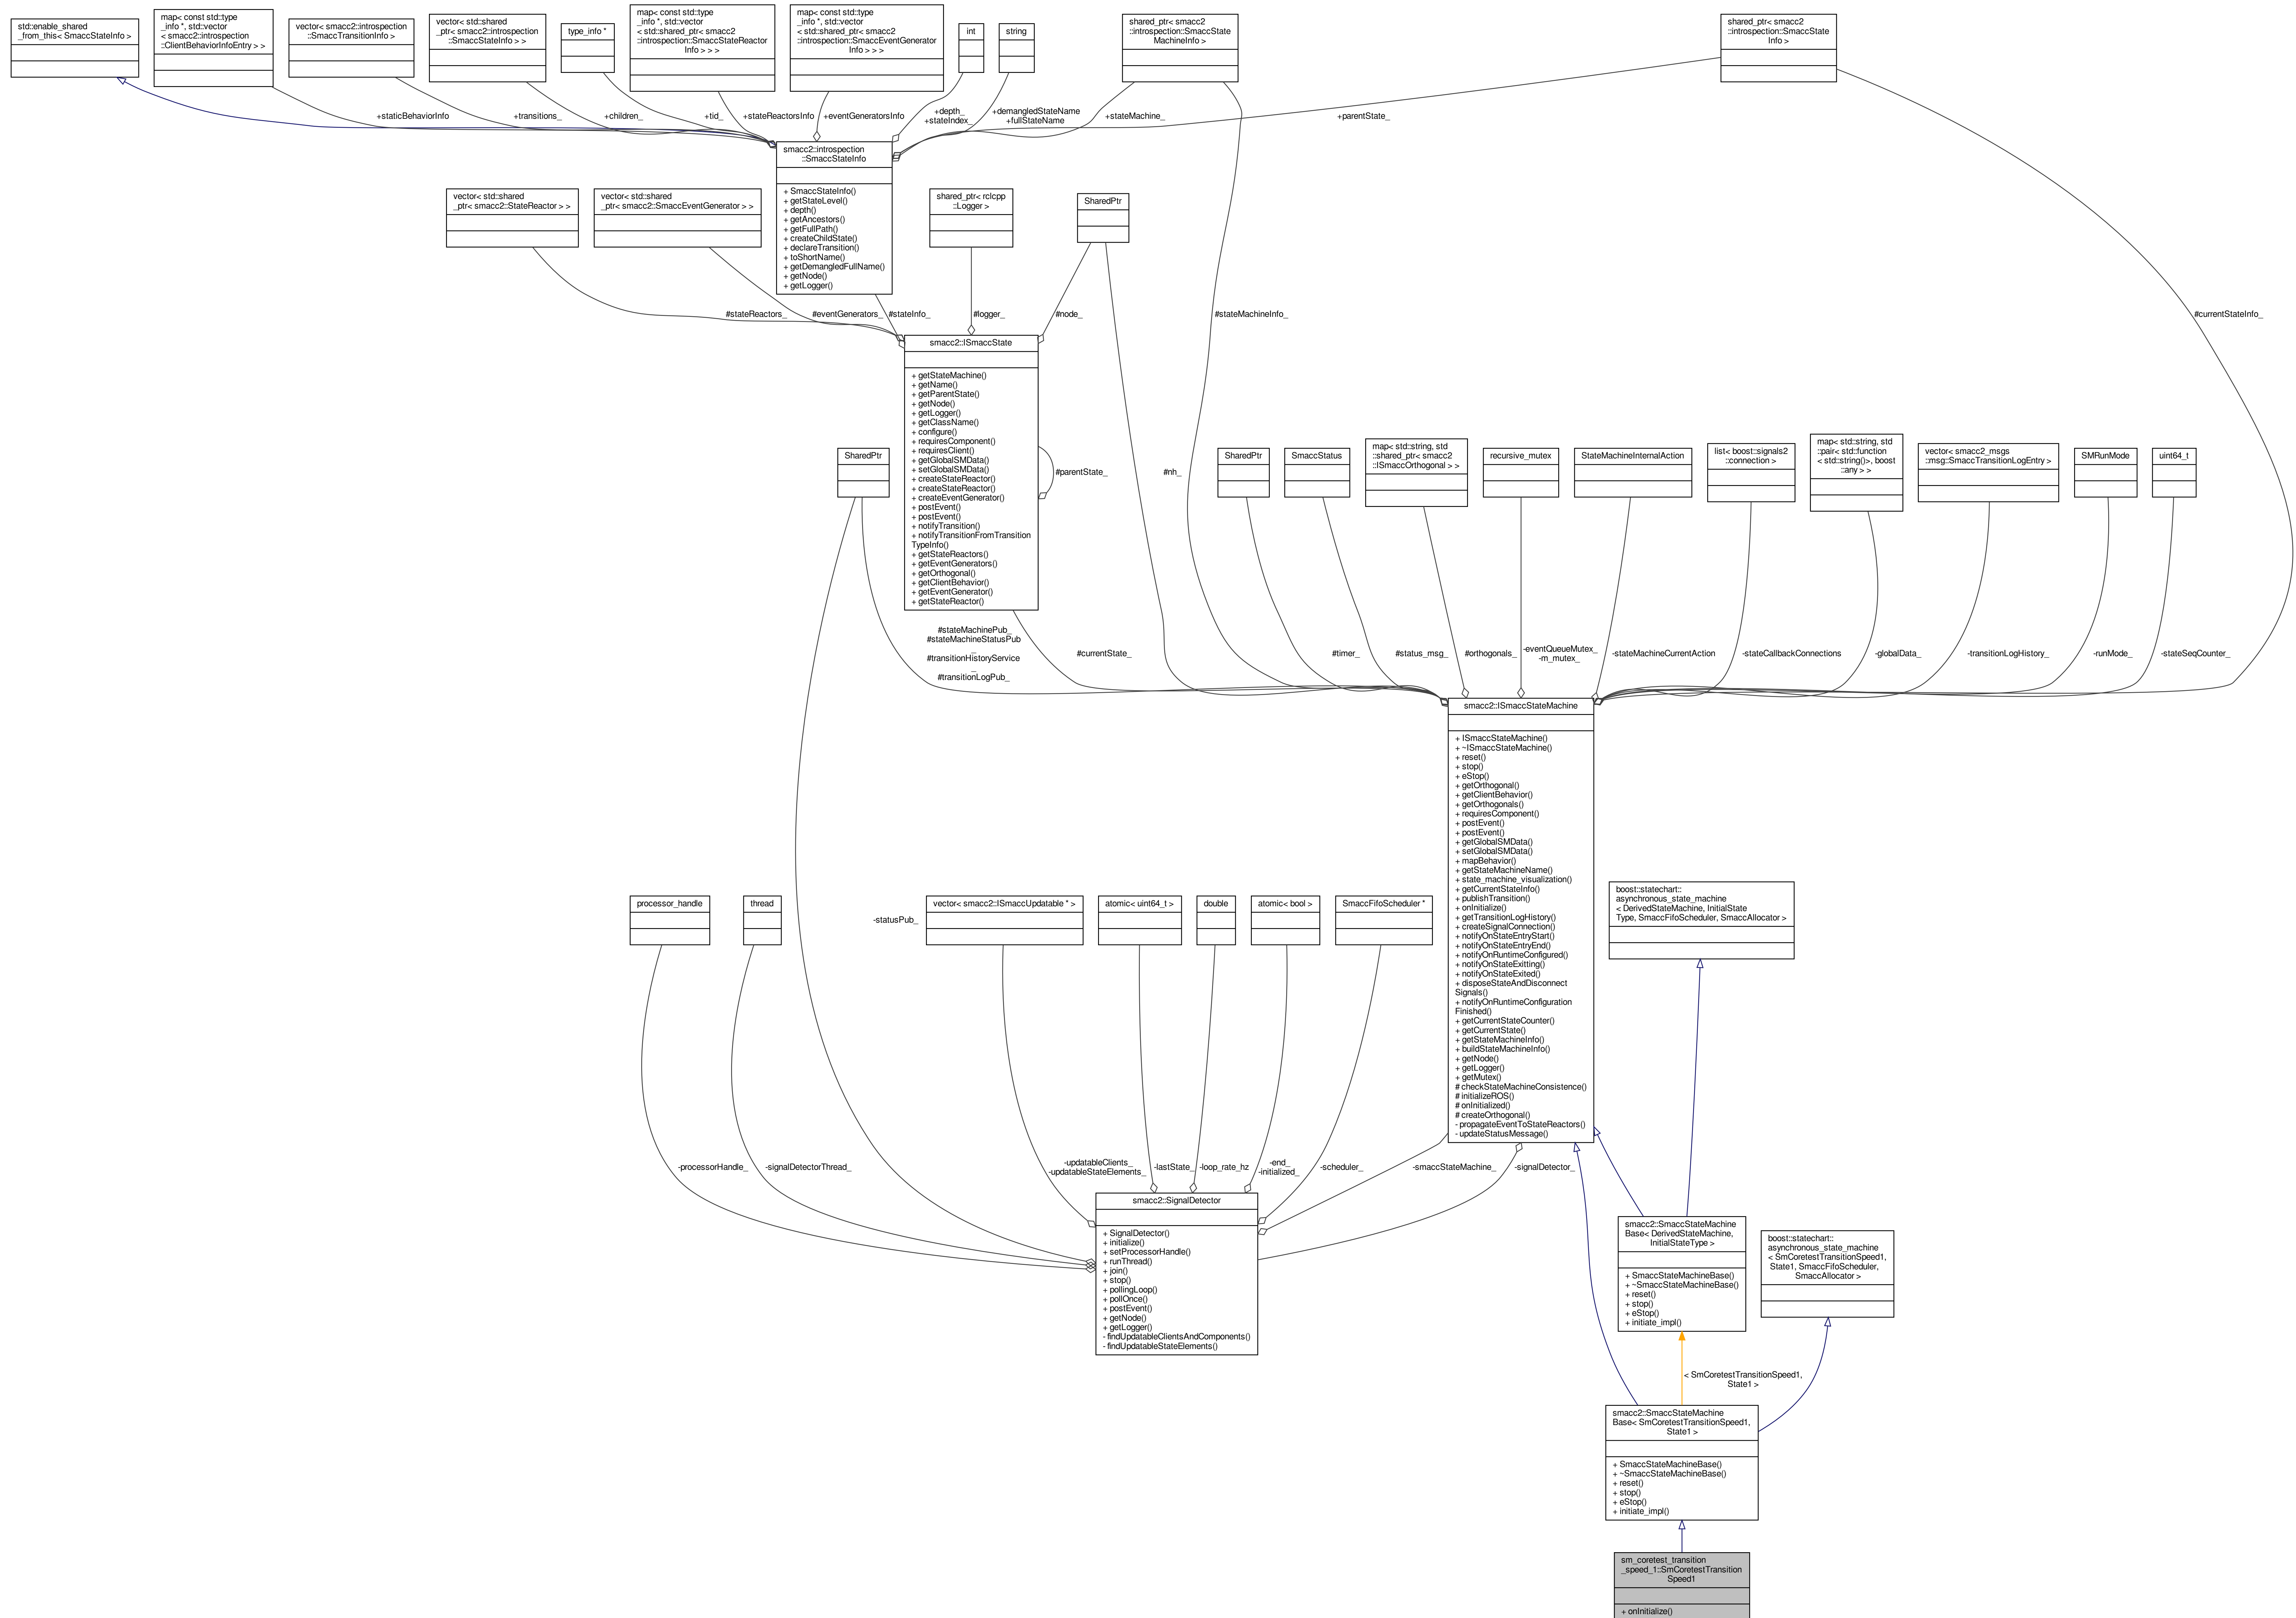 std::enable_shared
_from_this< SmaccStateInfo >
map< const std::type
_info *, std::vector
< smacc2::introspection
::ClientBehaviorInfoEntry > >
vector< smacc2::introspection
::SmaccTransitionInfo >
vector< std::shared
_ptr< smacc2::introspection
::SmaccStateInfo > >
type_info *
map< const std::type
_info *, std::vector
< std::shared_ptr< smacc2
::introspection::SmaccStateReactor
Info > > >
map< const std::type
_info *, std::vector
< std::shared_ptr< smacc2
::introspection::SmaccEventGenerator
Info > > >
int
string
shared_ptr< smacc2
::introspection::SmaccState
MachineInfo >
shared_ptr< smacc2
::introspection::SmaccState
Info >
+staticBehaviorInfo
+transitions_
+children_
+tid_
+stateReactorsInfo
+eventGeneratorsInfo
+depth_
+stateIndex_
+demangledStateName
+fullStateName
+stateMachine_
+parentState_
smacc2::introspection
::SmaccStateInfo
+ SmaccStateInfo()
+ getStateLevel()
+ depth()
+ getAncestors()
+ getFullPath()
+ createChildState()
+ declareTransition()
+ toShortName()
+ getDemangledFullName()
+ getNode()
+ getLogger()
vector< std::shared
_ptr< smacc2::StateReactor > >
vector< std::shared
_ptr< smacc2::SmaccEventGenerator > >
shared_ptr< rclcpp
::Logger >
SharedPtr
#stateReactors_
#eventGenerators_
#stateInfo_
#logger_
#node_
#stateMachineInfo_
#currentStateInfo_
smacc2::ISmaccState
+ getStateMachine()
+ getName()
+ getParentState()
+ getNode()
+ getLogger()
+ getClassName()
+ configure()
+ requiresComponent()
+ requiresClient()
+ getGlobalSMData()
+ setGlobalSMData()
+ createStateReactor()
+ createStateReactor()
+ createEventGenerator()
+ postEvent()
+ postEvent()
+ notifyTransition()
+ notifyTransitionFromTransition
TypeInfo()
+ getStateReactors()
+ getEventGenerators()
+ getOrthogonal()
+ getClientBehavior()
+ getEventGenerator()
+ getStateReactor()
#parentState_
#nh_
SharedPtr
SharedPtr
SmaccStatus
map< std::string, std
::shared_ptr< smacc2
::ISmaccOrthogonal > >
recursive_mutex
StateMachineInternalAction
list< boost::signals2
::connection >
map< std::string, std
::pair< std::function
< std::string()>, boost
::any > >
vector< smacc2_msgs
::msg::SmaccTransitionLogEntry >
SMRunMode
uint64_t
#stateMachinePub_
#stateMachineStatusPub
_
#transitionHistoryService
_
#transitionLogPub_
#currentState_
#timer_
#status_msg_
#orthogonals_
-eventQueueMutex_
-m_mutex_
-stateMachineCurrentAction
-stateCallbackConnections
-globalData_
-transitionLogHistory_
-runMode_
-stateSeqCounter_
smacc2::ISmaccStateMachine
+ ISmaccStateMachine()
+ ~ISmaccStateMachine()
+ reset()
+ stop()
+ eStop()
+ getOrthogonal()
+ getClientBehavior()
+ getOrthogonals()
+ requiresComponent()
+ postEvent()
+ postEvent()
+ getGlobalSMData()
+ setGlobalSMData()
+ mapBehavior()
+ getStateMachineName()
+ state_machine_visualization()
+ getCurrentStateInfo()
+ publishTransition()
+ onInitialize()
+ getTransitionLogHistory()
+ createSignalConnection()
+ notifyOnStateEntryStart()
+ notifyOnStateEntryEnd()
+ notifyOnRuntimeConfigured()
+ notifyOnStateExitting()
+ notifyOnStateExited()
+ disposeStateAndDisconnect
Signals()
+ notifyOnRuntimeConfiguration
Finished()
+ getCurrentStateCounter()
+ getCurrentState()
+ getStateMachineInfo()
+ buildStateMachineInfo()
+ getNode()
+ getLogger()
+ getMutex()
# checkStateMachineConsistence()
# initializeROS()
# onInitialized()
# createOrthogonal()
- propagateEventToStateReactors()
- updateStatusMessage()
processor_handle
thread
-statusPub_
vector< smacc2::ISmaccUpdatable * >
atomic< uint64_t >
double
atomic< bool >
SmaccFifoScheduler *
boost::statechart::
asynchronous_state_machine
< DerivedStateMachine, InitialState
Type, SmaccFifoScheduler, SmaccAllocator >
-processorHandle_
-signalDetectorThread_
-updatableClients_
-updatableStateElements_
-lastState_
-loop_rate_hz
-end_
-initialized_
-scheduler_
-smaccStateMachine_
-signalDetector_
smacc2::SignalDetector
+ SignalDetector()
+ initialize()
+ setProcessorHandle()
+ runThread()
+ join()
+ stop()
+ pollingLoop()
+ pollOnce()
+ postEvent()
+ getNode()
+ getLogger()
- findUpdatableClientsAndComponents()
- findUpdatableStateElements()
smacc2::SmaccStateMachine
Base< DerivedStateMachine,
InitialStateType >
+ SmaccStateMachineBase()
+ ~SmaccStateMachineBase()
+ reset()
+ stop()
+ eStop()
+ initiate_impl()
boost::statechart::
asynchronous_state_machine
< SmCoretestTransitionSpeed1,
State1, SmaccFifoScheduler,
SmaccAllocator >
< SmCoretestTransitionSpeed1,
State1 >
smacc2::SmaccStateMachine
Base< SmCoretestTransitionSpeed1,
State1 >
+ SmaccStateMachineBase()
+ ~SmaccStateMachineBase()
+ reset()
+ stop()
+ eStop()
+ initiate_impl()
sm_coretest_transition
_speed_1::SmCoretestTransition
Speed1
+ onInitialize()